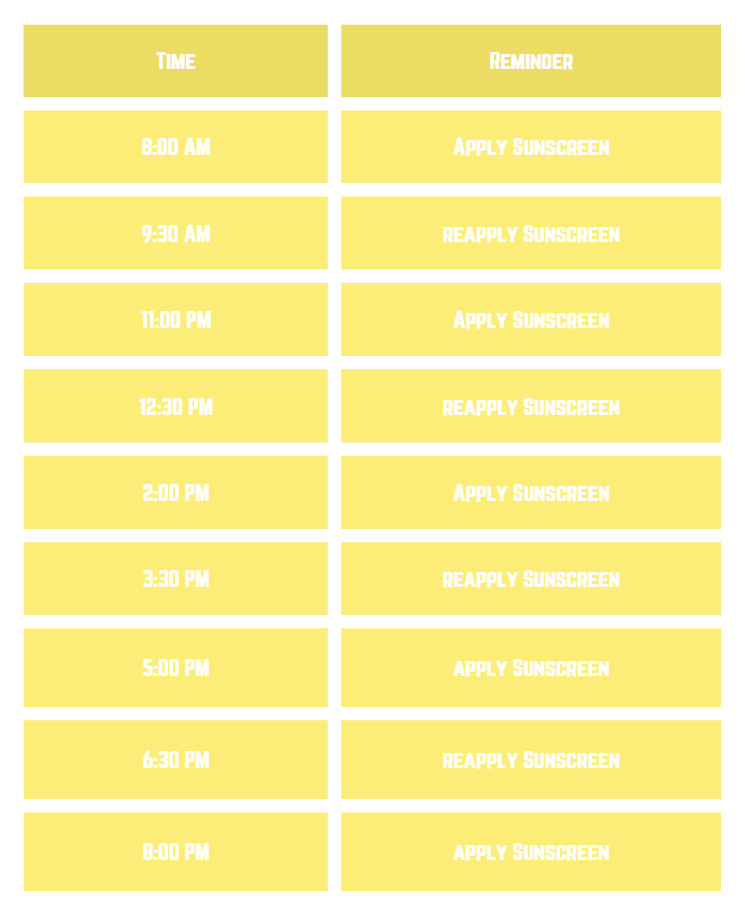 Time Reminder
8:00 AM Apply Sunscreen
9:30 AM reapply Sunscreen
11:00 PM Apply Sunscreen
12:30 PM reapply Sunscreen
2:00 PM Apply Sunscreen
3:30 PM reapply Sunscreen
5:00 PM apply Sunscreen
6:30 PM reapply Sunscreen
8:00 PM apply Sunscreen